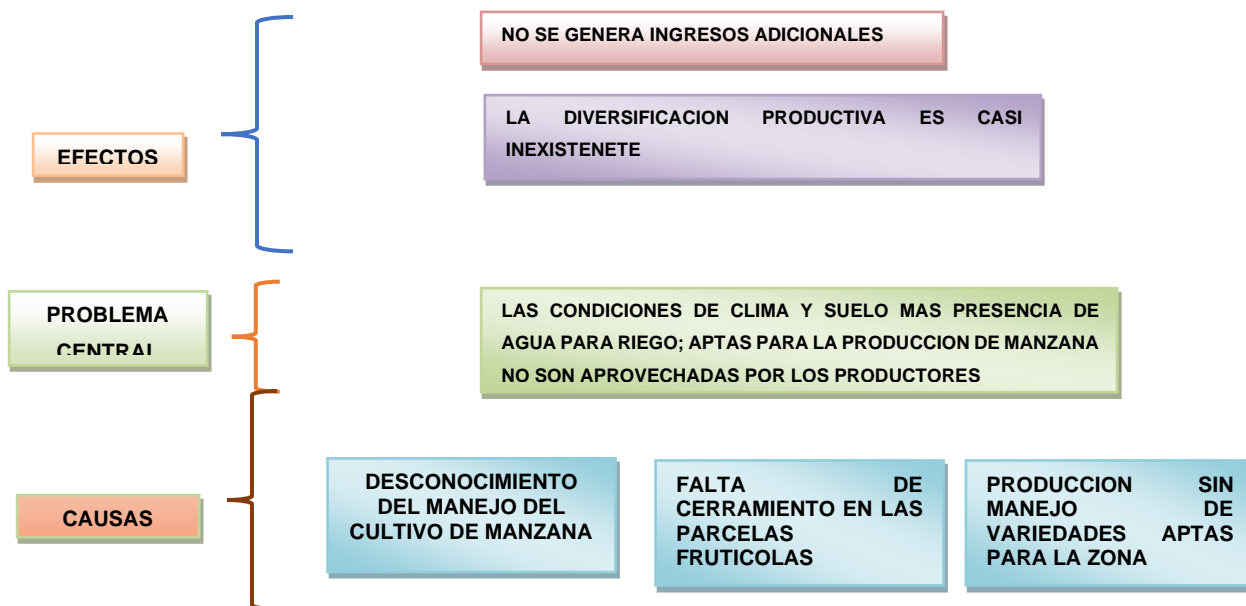 NO SE GENERA INGRESOS ADICIONALES
LA DIVERSIFICACION PRODUCTIVA ES CASI
INEXISTENETE
EFECTOS
PROBLEMA
CENTRAL
LAS CONDICIONES DE CLIMA Y SUELO MAS PRESENCIA DE
AGUA PARA RIEGO; APTAS PARA LA PRODUCCION DE MANZANA
NO SON APROVECHADAS POR LOS PRODUCTORES
CAUSAS
DESCONOCIMIENTO
DEL MANEJO DEL
CULTIVO DE MANZANA
FALTA DE
CERRAMIENTO EN LAS
PARCELAS
FRUTICOLAS
PRODUCCION SIN
MANEJO DE
VARIEDADES APTAS
PARA LA ZONA